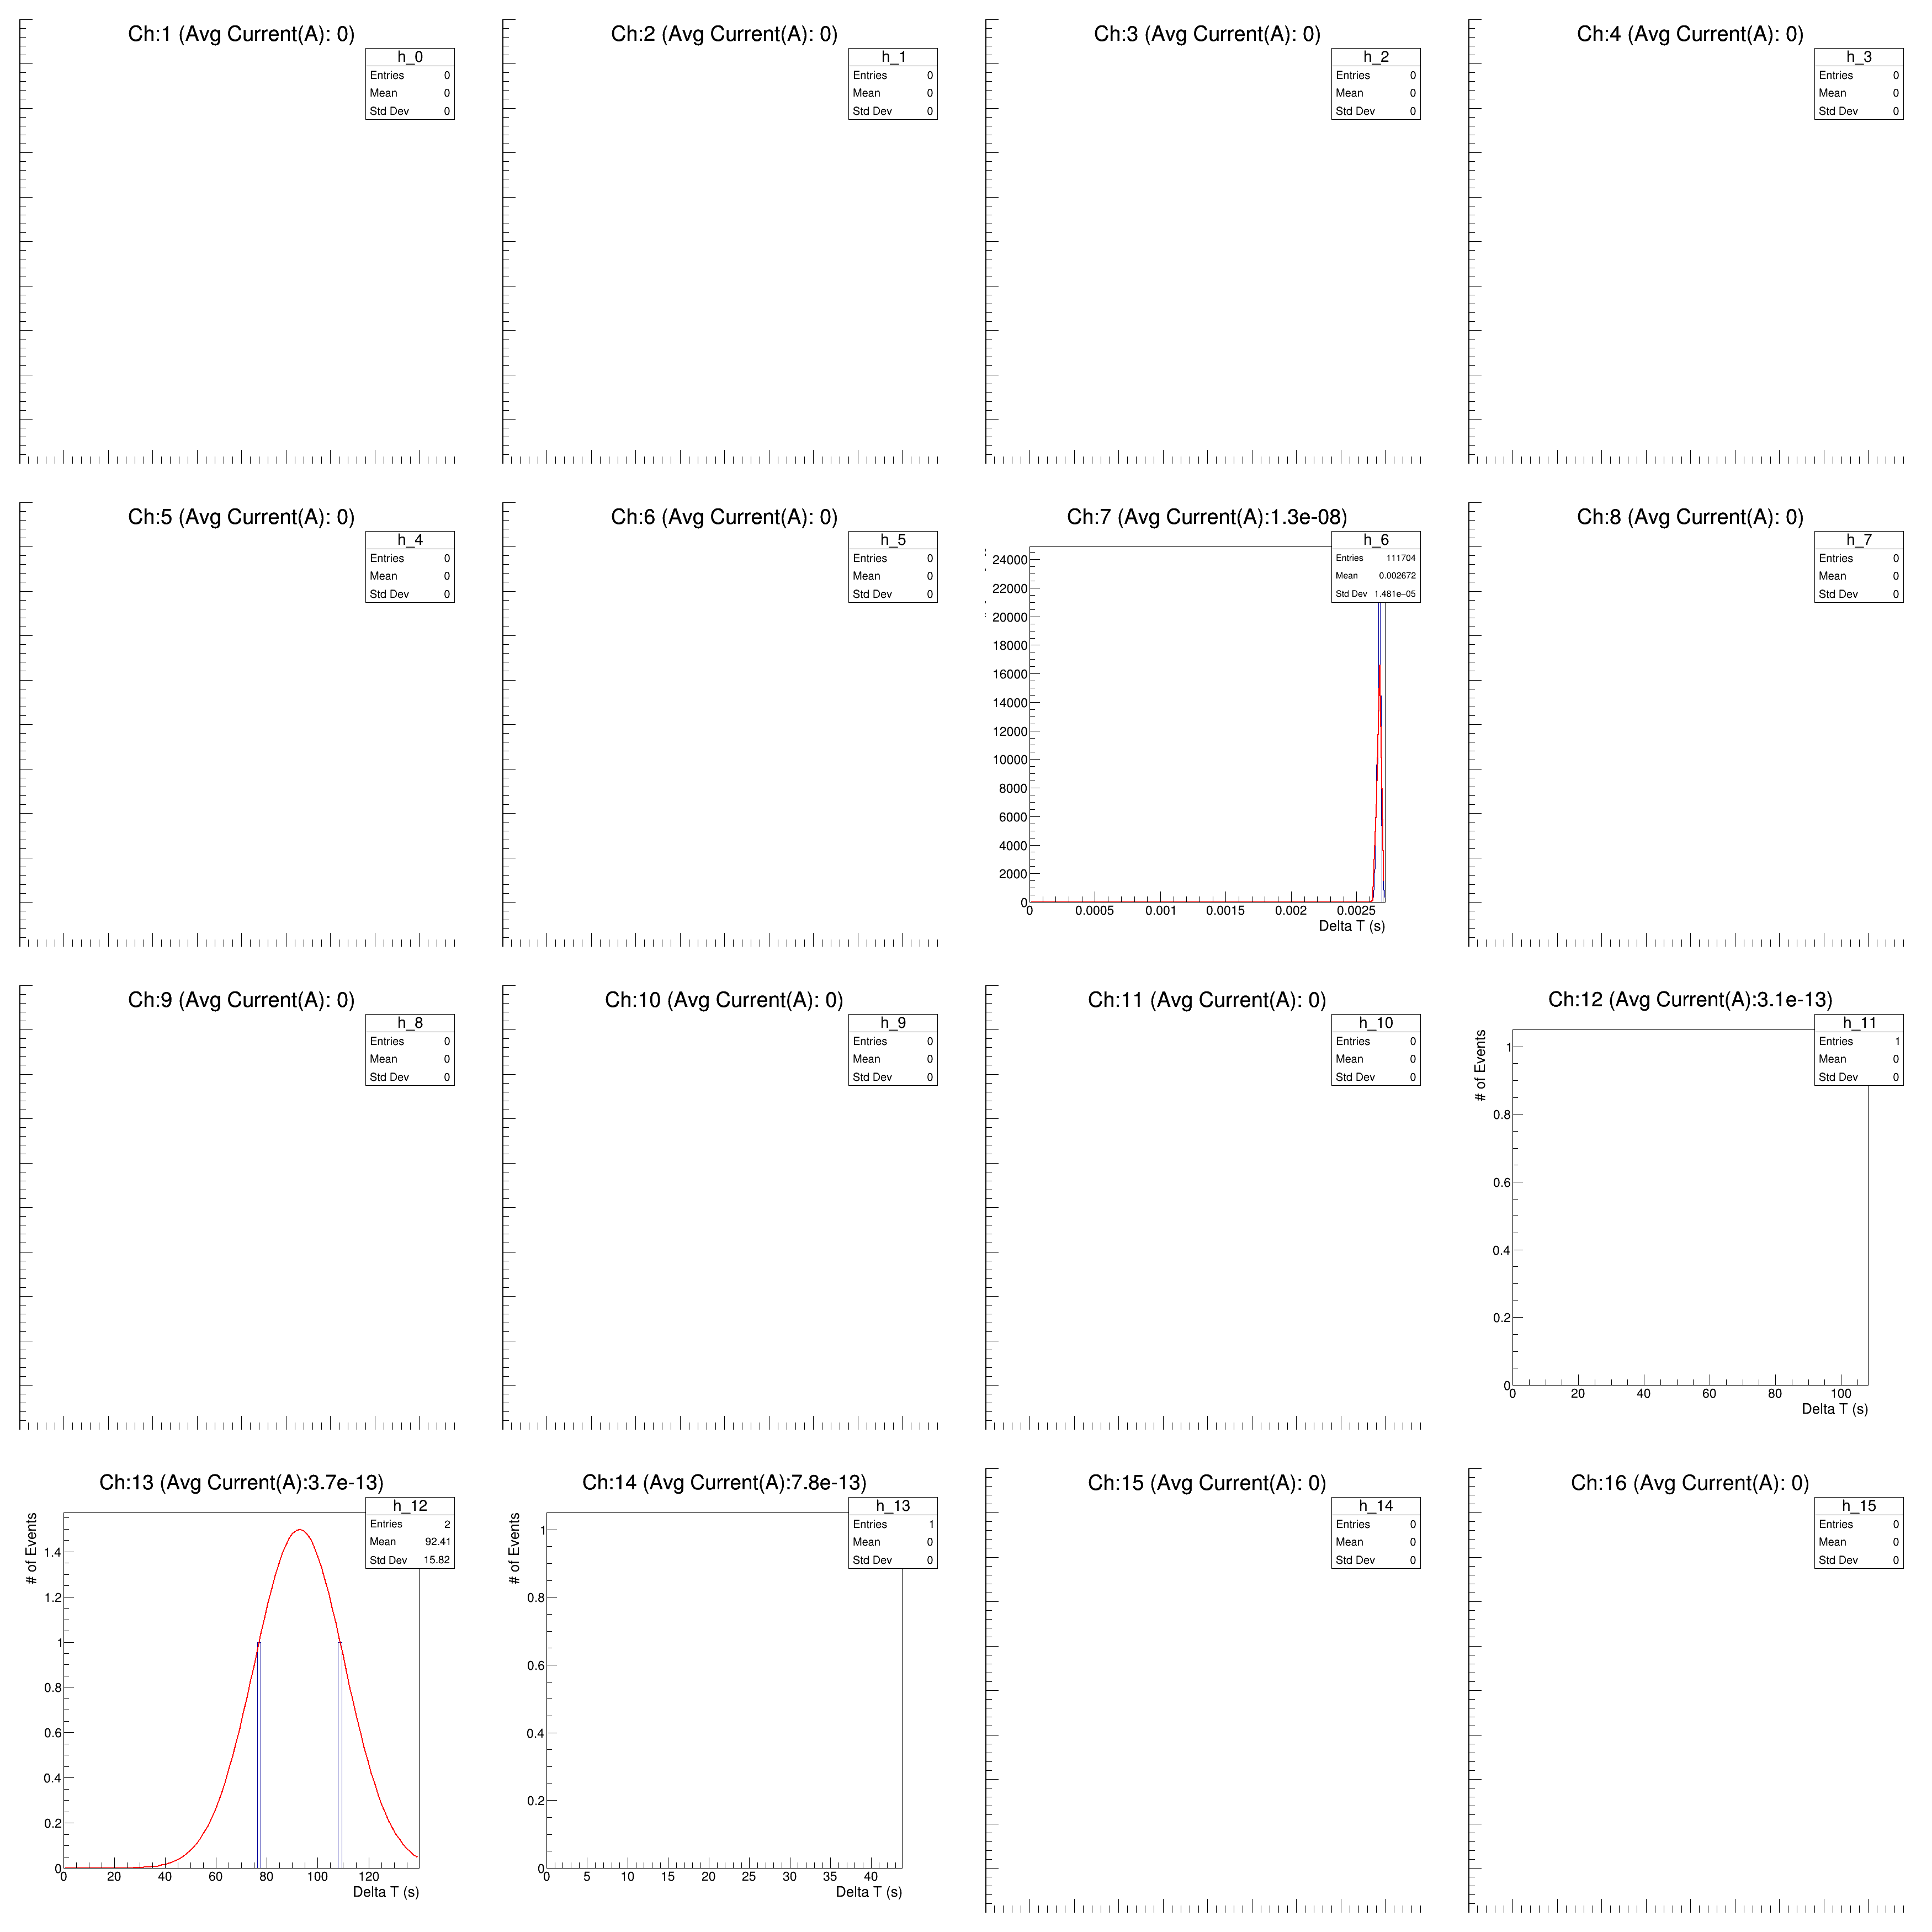 Ch:1 (Avg Current(A): 0)
h_0
Entries 0
Mean 0
Std Dev 0
Ch:2 (Avg Current(A): 0)
h_1
Entries 0
Mean 0
Std Dev 0
Ch:3 (Avg Current(A): 0)
h_2
Entries 0
Mean 0
Std Dev 0
Ch:4 (Avg Current(A): 0)
h_3
Entries 0
Mean 0
Std Dev 0
Ch:5 (Avg Current(A): 0)
h_4
Entries 0
Mean 0
Std Dev 0
Ch:6 (Avg Current(A): 0)
h_5
Entries 0
Mean 0
Std Dev 0
Ch:7 (Avg Current(A):1.3e-08)
h_6
Entries 111704
Mean 0.002672
Std Dev 1.481e-05
24000
22000
20000
18000
16000
14000
12000
10000
8000
6000
4000
2000
0
0 0.0005 0.001 0.0015 0.002 0.0025
Delta T (s)
Ch:8 (Avg Current(A): 0)
h_7
Entries 0
Mean 0
Std Dev 0
Ch:9 (Avg Current(A): 0)
h_8
Entries 0
Mean 0
Std Dev 0
Ch:10 (Avg Current(A): 0)
h_9
Entries 0
Mean 0
Std Dev 0
Ch:11 (Avg Current(A): 0)
h_10
Entries 0
Mean 0
Std Dev 0
Ch:12 (Avg Current(A):3.1e-13)
h_11
Entries 1
Mean 0
Std Dev 0
# of Events
1
0.8
0.6
0.4
0.2
0
0 20 40 60 80 100
Delta T (s)
Ch:13 (Avg Current(A):3.7e-13)
h_12
Entries 2
Mean 92.41
Std Dev 15.82
# of Events
1.4
1.2
1
0.8
0.6
0.4
0.2
0
0 20 40 60 80 100 120
Delta T (s)
Ch:14 (Avg Current(A):7.8e-13)
h_13
Entries 1
Mean 0
Std Dev 0
# of Events
1
0.8
0.6
0.4
0.2
0
0 5 10 15 20 25 30 35 40
Delta T (s)
Ch:15 (Avg Current(A): 0)
h_14
Entries 0
Mean 0
Std Dev 0
Ch:16 (Avg Current(A): 0)
h_15
Entries 0
Mean 0
Std Dev 0